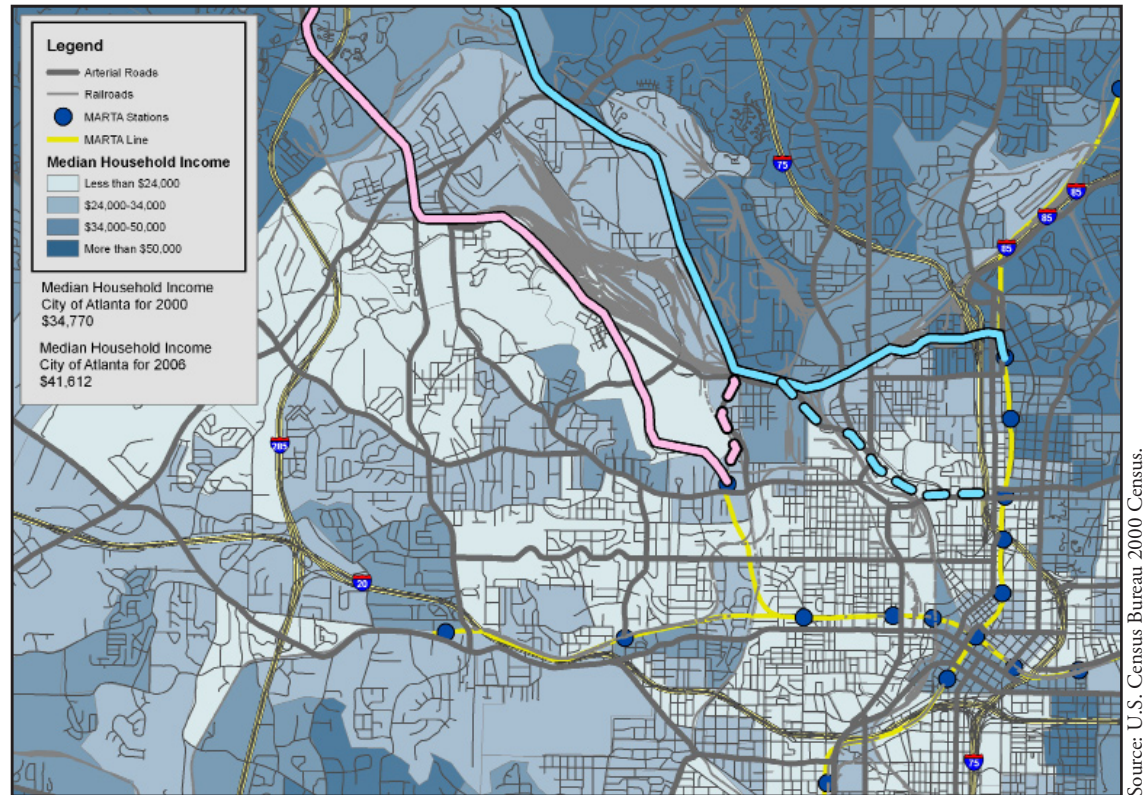 Legend
Arterial Roads
Railroads
MARTA Stations
MARTA Line
Median Household Income
Less than $24,000
$24,000-34,000
$34,000-50,000
More than $50,000
Median Household Income
City of Atlanta for 2000
$34,770
Median Household Income
City of Atlanta for 2006
$41,612
75
85
85
85
285
20
75
Source: U.S. Census Bureau 2000 Census.